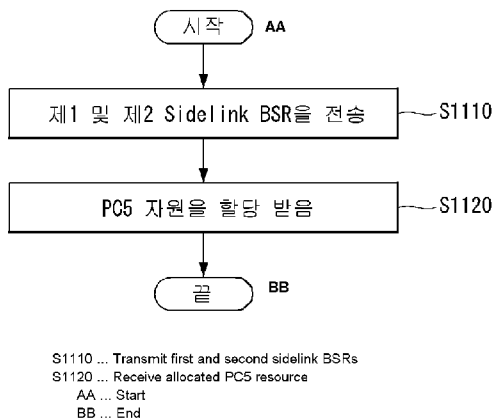 시작 AA
제1 및 제2 Sidelink BSR을 전송 S1110
PC5 자원을 할당 받음 S1120
끝 BB
S1110 ... Transmit first and second sidelink BSRs
S1120 ... Receive allocated PC5 resource
AA ... Start
BB ... End